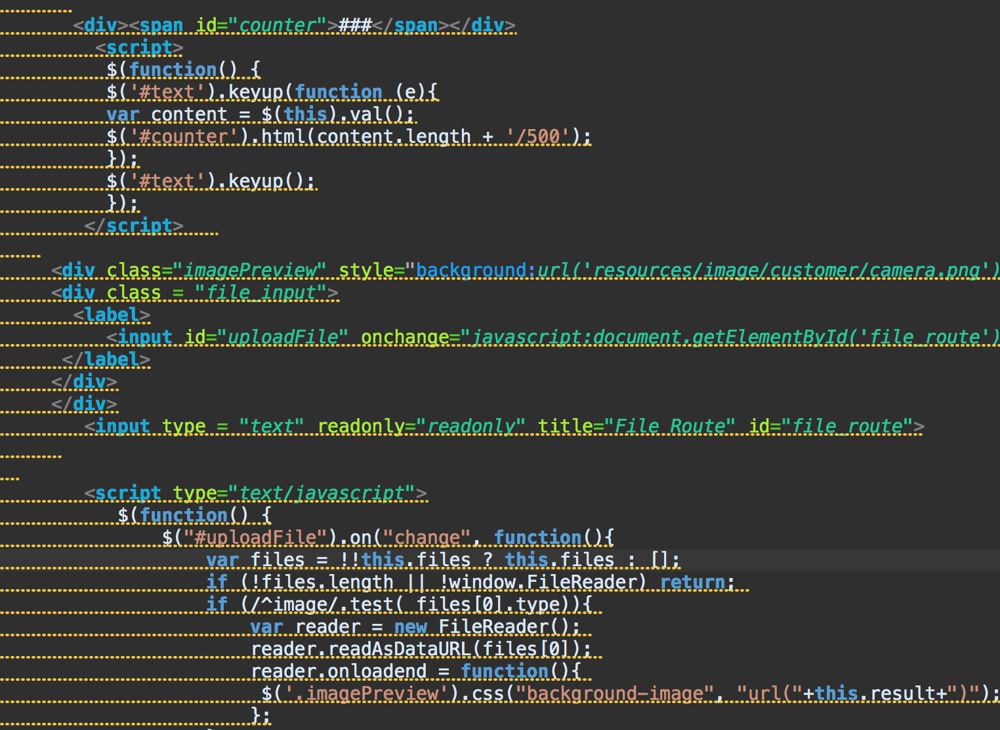 <div><span id="counter">###</span></div>
<script>
$(function() {
$('#text').keyup(function (e){
var content = $(this).val();
$('#counter').html(content.length + '/500');
});
$('#text').keyup();
});
</script>
<div class="imagePreview" style="background:url('resources/image/customer/camera.png')
<div class = "file_input">
<label>
<input id="uploadFile" onchange="javascript:document.getElementById('file_route')
</label>
</div>
</div>
<input type = "text" readonly="readonly" title="File Route" id="file_route">
<script type="text/javascript">
$(function() {
$("#uploadFile").on("change", function(){
var files = !!this.files ? this.files : [];
if (!files.length || !window.FileReader) return;
if (/^image/.test( files[0].type)){
var reader = new FileReader();
reader.readAsDataURL(files[0]);
reader.onloadend = function(){
$('.imagePreview').css("background-image", "url("+this.result+")");
};